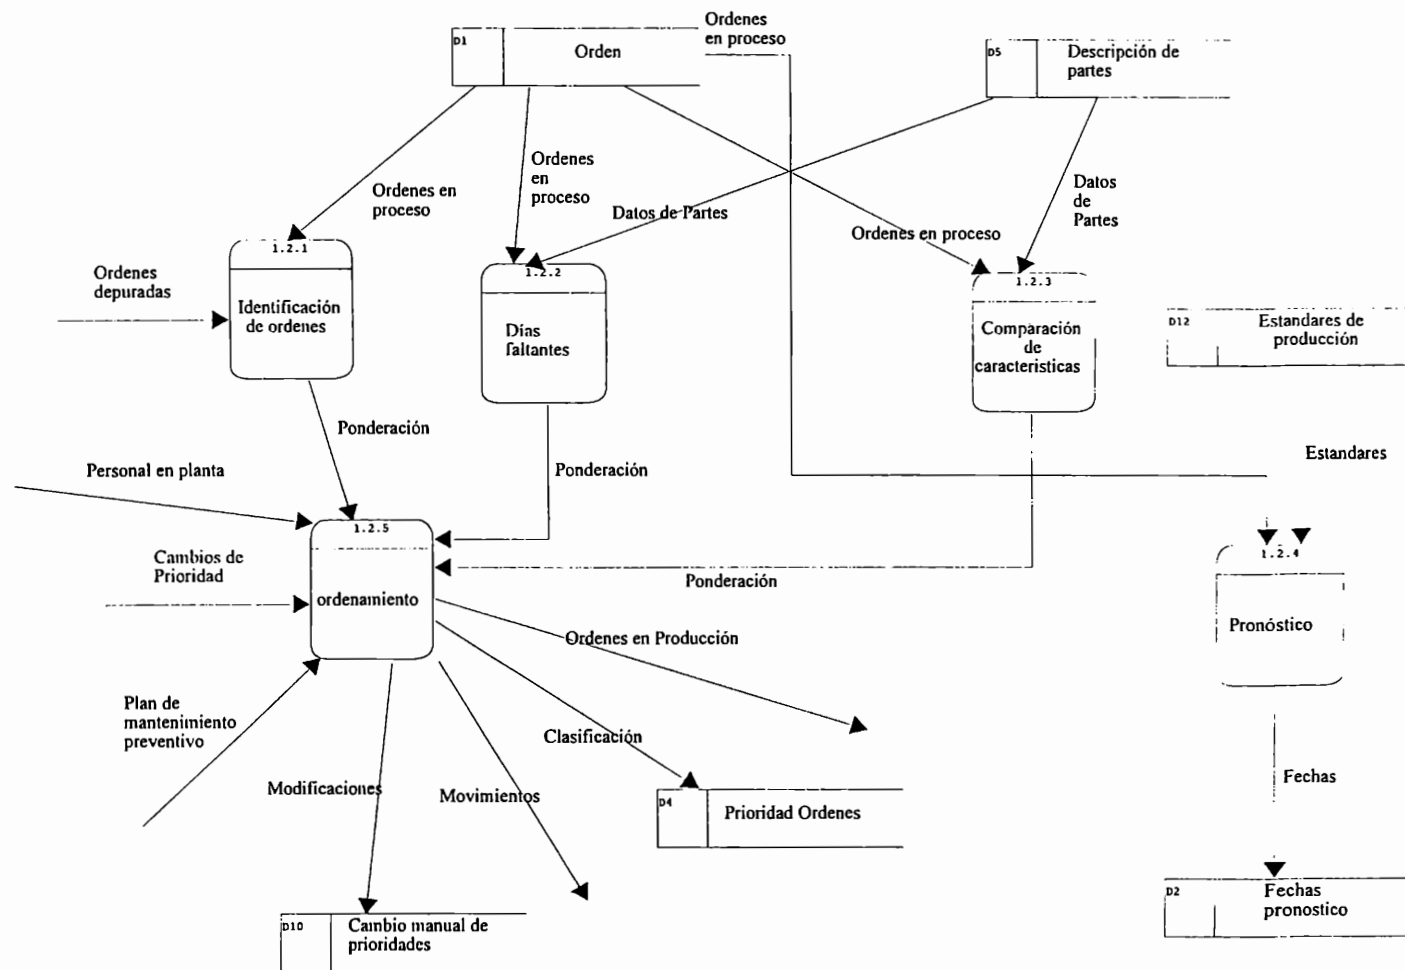 Ordenes
en proceso
D1
Orden
D5
Descripción de
partes
Ordenes
en
proceso
Ordenes en
proceso
Datos de Partes
Datos
de
Partes
Ordenes en proceso
Ordenes
depuradas
1.2.1
Identificación
de ordenes
1.2.2
Días
faltantes
1.2.3
Comparación
de
caracteristicas
D12
Estandares de
producción
Ponderación
Personal en planta
Ponderación
Estandares
1.2.5
ordenamiento
Cambios de
Prioridad
Ponderación
1.2.4
Pronóstico
Ordenes en Producción
Plan de
mantenimiento
preventivo
Clasificación
Modificaciones
Movimientos
Fechas
D4
Prioridad Ordenes
D10
Cambio manual de
prioridades
D2
Fechas
pronostico